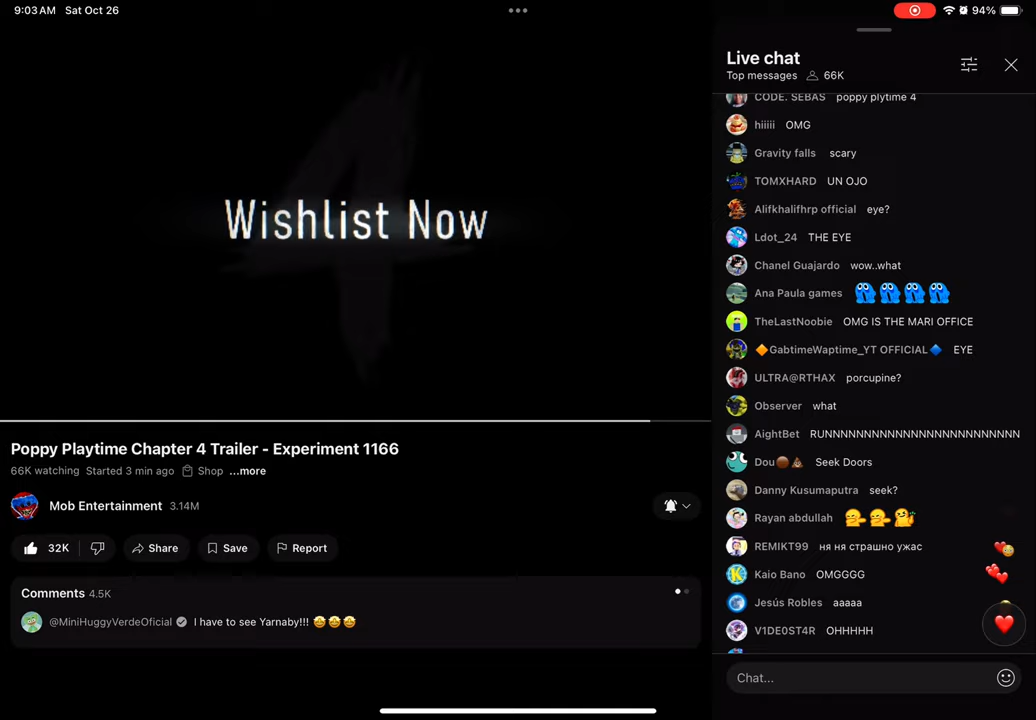 9:03 AM Sat Oct 26
94%
Wishlist Now
Poppy Playtime Chapter 4 Trailer - Experiment 1166
66K watching Started 3 min ago Shop ...more
Mob Entertainment 3.14M
32K Share Save Report
Comments 4.5K
@MiniHuggyVerdeOficial I have to see Yarnaby!!! 🤩🤩🤩
Live chat
Top messages 66K
CODE. SEBAS poppy plytime 4
hiiiii OMG
Gravity falls scary
TOMXHARD UN OJO
Alifkhalifhrp official eye?
Ldot_24 THE EYE
Chanel Guajardo wow..what
Ana Paula games
TheLastNoobie OMG IS THE MARI OFFICE
🔶GabtimeWaptime_YT OFFICIAL🔷 EYE
ULTRA@RTHAX porcupine?
Observer what
AightBet RUNNNNNNNNNNNNNNNNNNNNNNNNN
Dou🌰💩 Seek Doors
Danny Kusumaputra seek?
Rayan abdullah
REMIKT99 ня ня страшно ужас
Kaio Bano OMGGGG
Jesús Robles aaaaa
V1DE0ST4R OHHHHH
Chat...